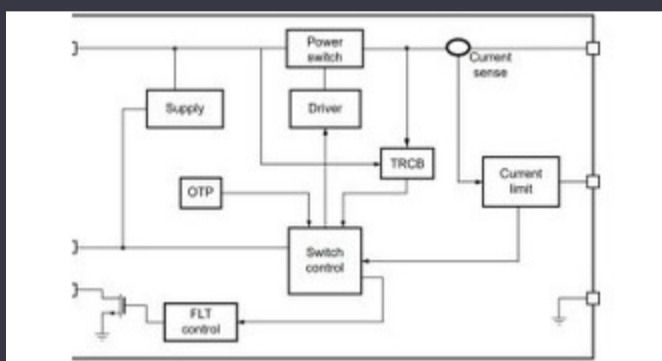 Power
switch
Current
sense
Supply
Driver
TRCB
Current
limit
OTP
Switch
control
FLT
control